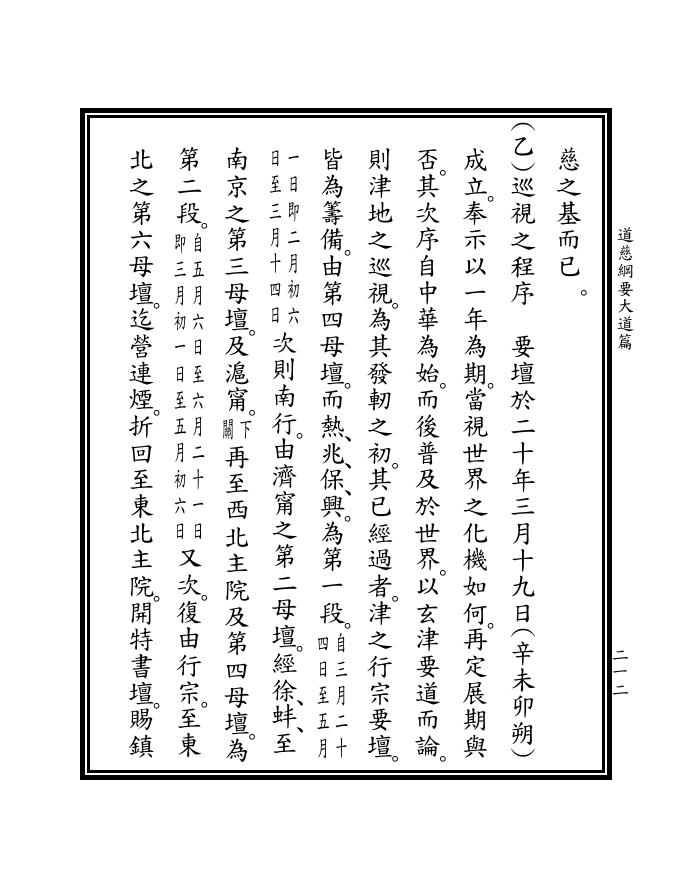 道慈綱要大道篇
二一二
慈之基而已。
（乙）巡視之程序　要壇於二十年三月十九日（辛未卯朔）
成立。奉示以一年為期。當視世界之化機如何。再定展期與
否。其次序自中華為始。而後普及於世界。以玄津要道而論。
則津地之巡視。為其發軔之初。其已經過者。津之行宗要壇。
皆為籌備。由第四母壇。而熱、兆、保、興。為第一段。自三月二十四日至五月
一日即二月初六日至三月十四日次則南行。由濟甯之第二母壇。經徐、蚌、至
南京之第三母壇。及滬甯。下關再至西北主院及第四母壇。為
第二段。自五月六日至六月二十一日即三月初一日至五月初六日又次。復由行宗。至東
北之第六母壇。迄營連煙。折回至東北主院。開特書壇。賜鎮